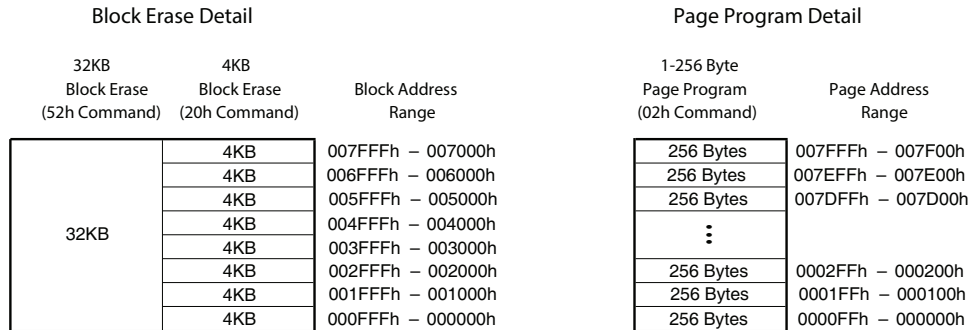 Block Erase Detail Page Program Detail
32KB 4KB 1-256 Byte
Block Erase Block Erase Block Address Page Program Page Address
(52h Command) (20h Command) Range (02h Command) Range
4KB 007FFFh – 007000h 256 Bytes 007FFFh – 007F00h
4KB 006FFFh – 006000h 256 Bytes 007EFFh – 007E00h
4KB 005FFFh – 005000h 256 Bytes 007DFFh – 007D00h
4KB 004FFFh – 004000h
32KB
4KB 003FFFh – 003000h
4KB 002FFFh – 002000h 256 Bytes 0002FFh – 000200h
4KB 001FFFh – 001000h 256 Bytes 0001FFh – 000100h
4KB 000FFFh – 000000h 256 Bytes 0000FFh – 000000h